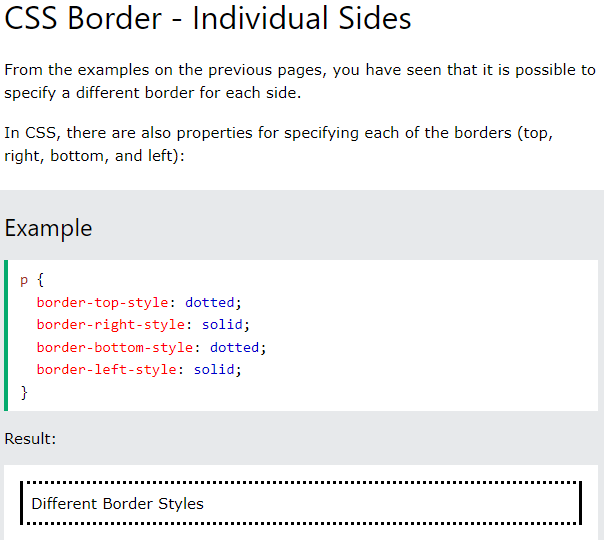 CSS Border - Individual Sides
From the examples on the previous pages, you have seen that it is possible to
specify a different border for each side.
In CSS, there are also properties for specifying each of the borders (top,
right, bottom, and left):
Example
p {
  border-top-style: dotted;
  border-right-style: solid;
  border-bottom-style: dotted;
  border-left-style: solid;
}
Result:
Different Border Styles